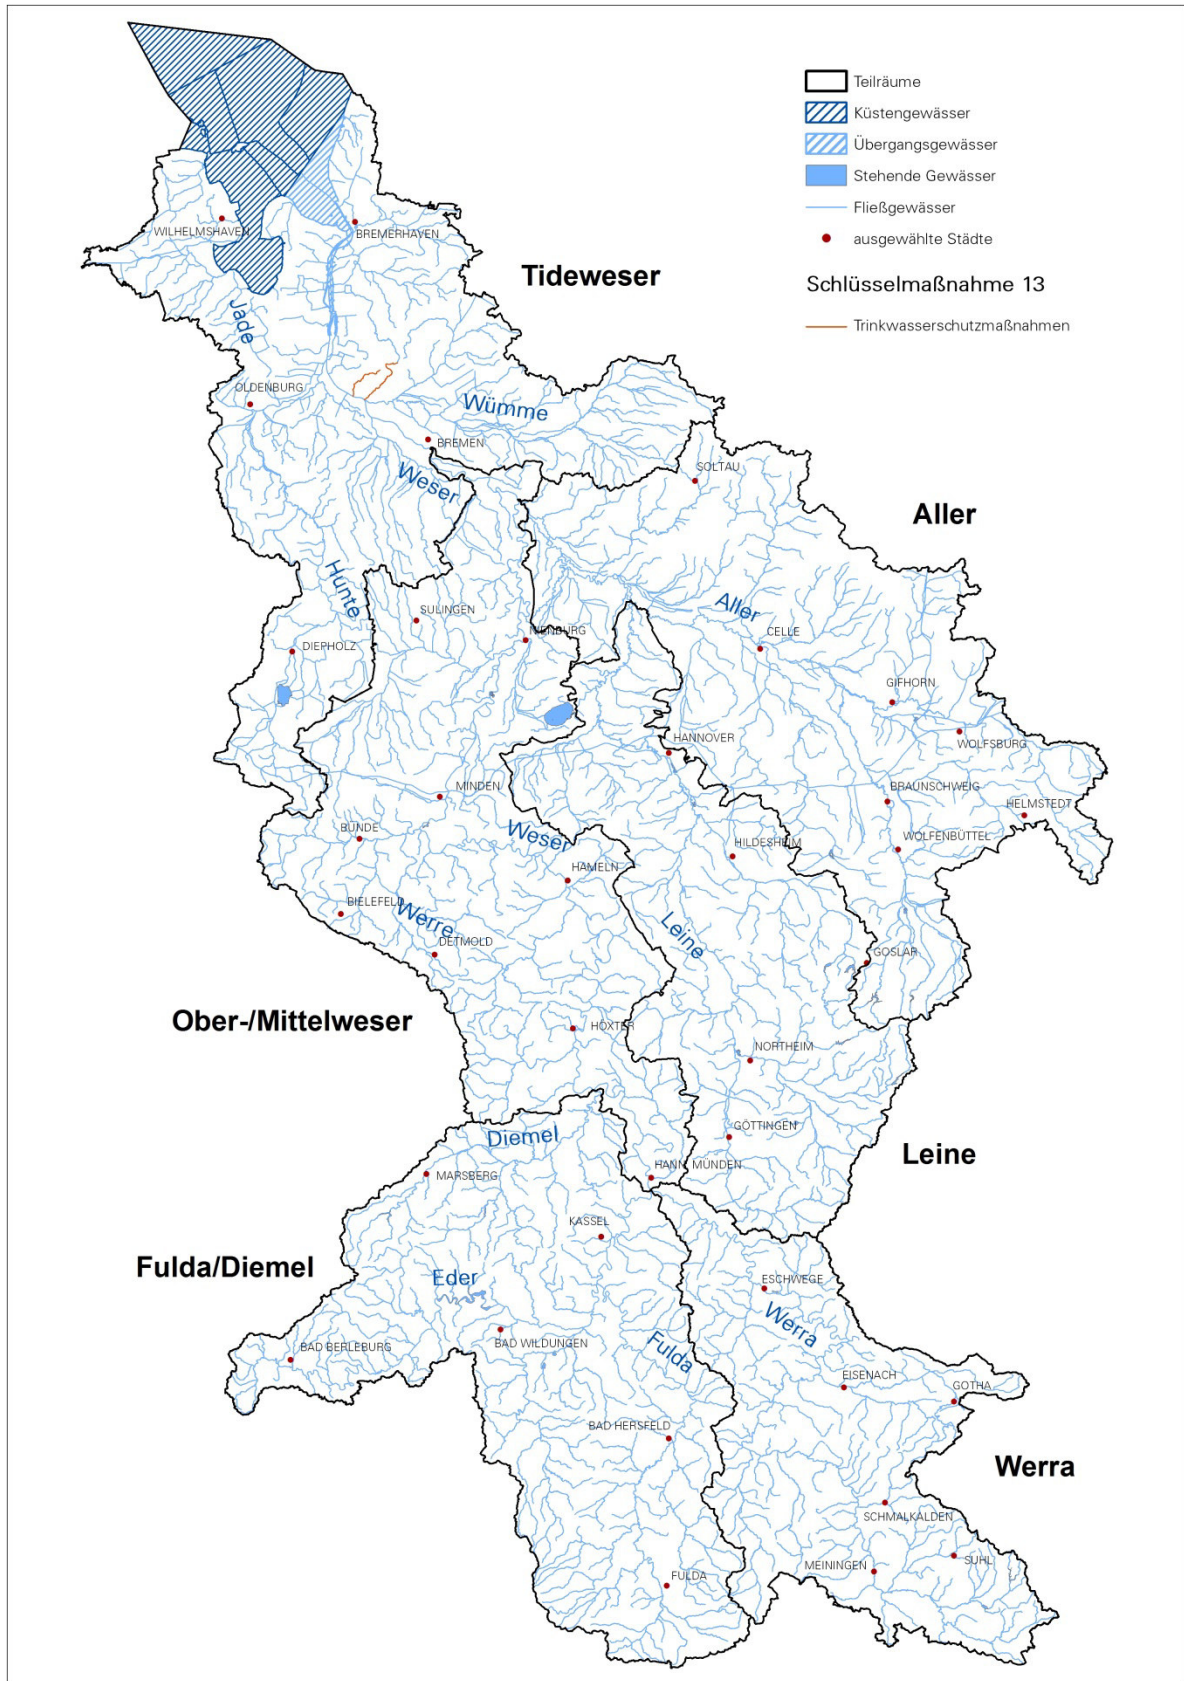 Teilräume
Küstengewässer
Übergangsgewässer
Stehende Gewässer
Fließgewässer
ausgewählte Städte
Schlüsselmaßnahme 13
Trinkwasserschutzmaßnahmen
WILHELMSHAVEN
BREMERHAVEN
Tideweser
Jade
OLDENBURG
Wümme
BREMEN
Weser
SOLTAU
Aller
Hunte
SULINGEN
Aller
NIENBURG
CELLE
DIEPHOLZ
GIFHORN
HANNOVER
WOLFSBURG
MINDEN
BRAUNSCHWEIG
HELMSTEDT
BÜNDE
Weser
HILDESHEIM
WOLFENBÜTTEL
HAMELN
BIELEFELD
Werre
Leine
DETMOLD
GOSLAR
Ober-/Mittelweser
HÖXTER
NORTHEIM
Diemel
GÖTTINGEN
Leine
HANN. MÜNDEN
MARSBERG
KASSEL
Fulda/Diemel
Eder
ESCHWEGE
Werra
BAD BERLEBURG
BAD WILDUNGEN
Fulda
EISENACH
GOTHA
BAD HERSFELD
Werra
SCHMALKALDEN
MEININGEN
SUHL
FULDA